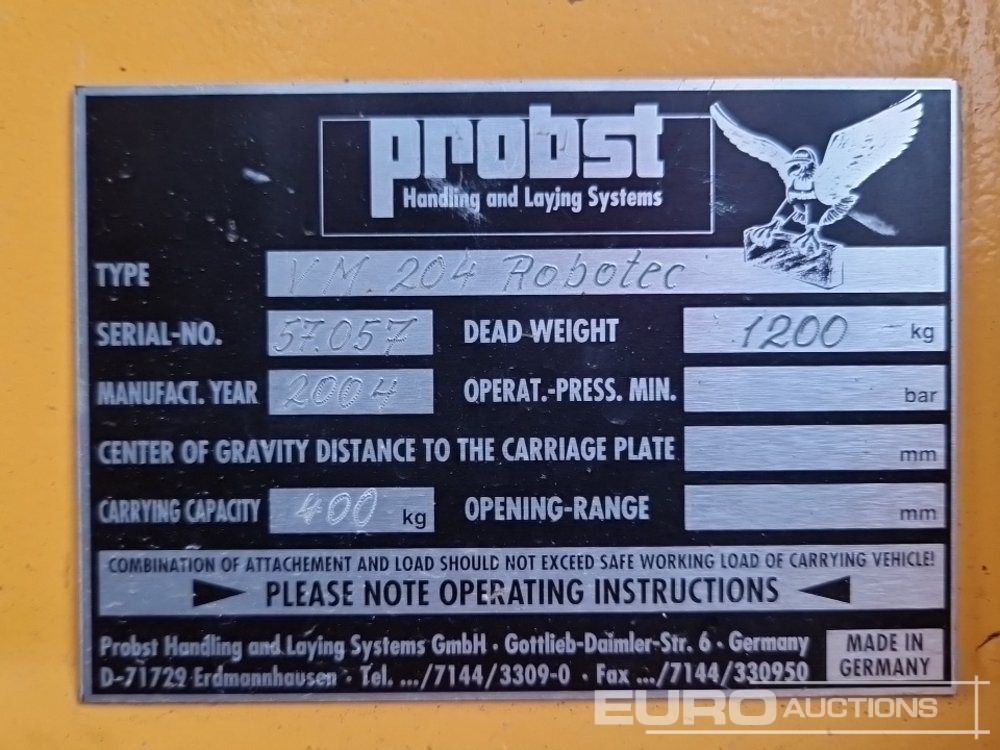 probst
Handling and Laying Systems
TYPE VM. 204 Robotec
SERIAL-NO. 57.057 DEAD WEIGHT 1200 kg
MANUFACT. YEAR 2004 OPERAT.-PRESS. MIN. bar
CENTER OF GRAVITY DISTANCE TO THE CARRIAGE PLATE mm
CARRYING CAPACITY 400 kg OPENING-RANGE mm
COMBINATION OF ATTACHEMENT AND LOAD SHOULD NOT EXCEED SAFE WORKING LOAD OF CARRYING VEHICLE!
PLEASE NOTE OPERATING INSTRUCTIONS
Probst Handling and Laying Systems GmbH · Gottlieb-Daimler-Str. 6 · Germany
D-71729 Erdmannhausen · Tel. .../7144/3309-0 · Fax .../7144/330950
MADE IN
GERMANY
EURO AUCTIONS